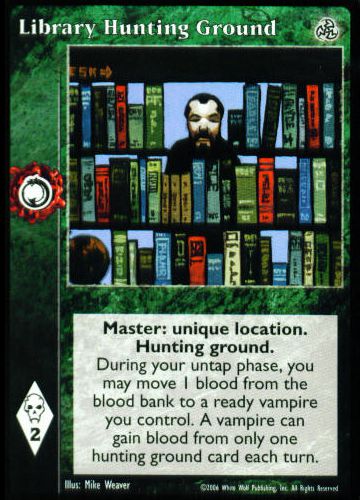 Library Hunting Ground
Master: unique location.
Hunting ground.
During your untap phase, you
may move 1 blood from the
blood bank to a ready vampire
you control. A vampire can
gain blood from only one
hunting ground card each turn.
2
Illus: Mike Weaver
©2006 White Wolf Publishing, Inc. All Rights Reserved